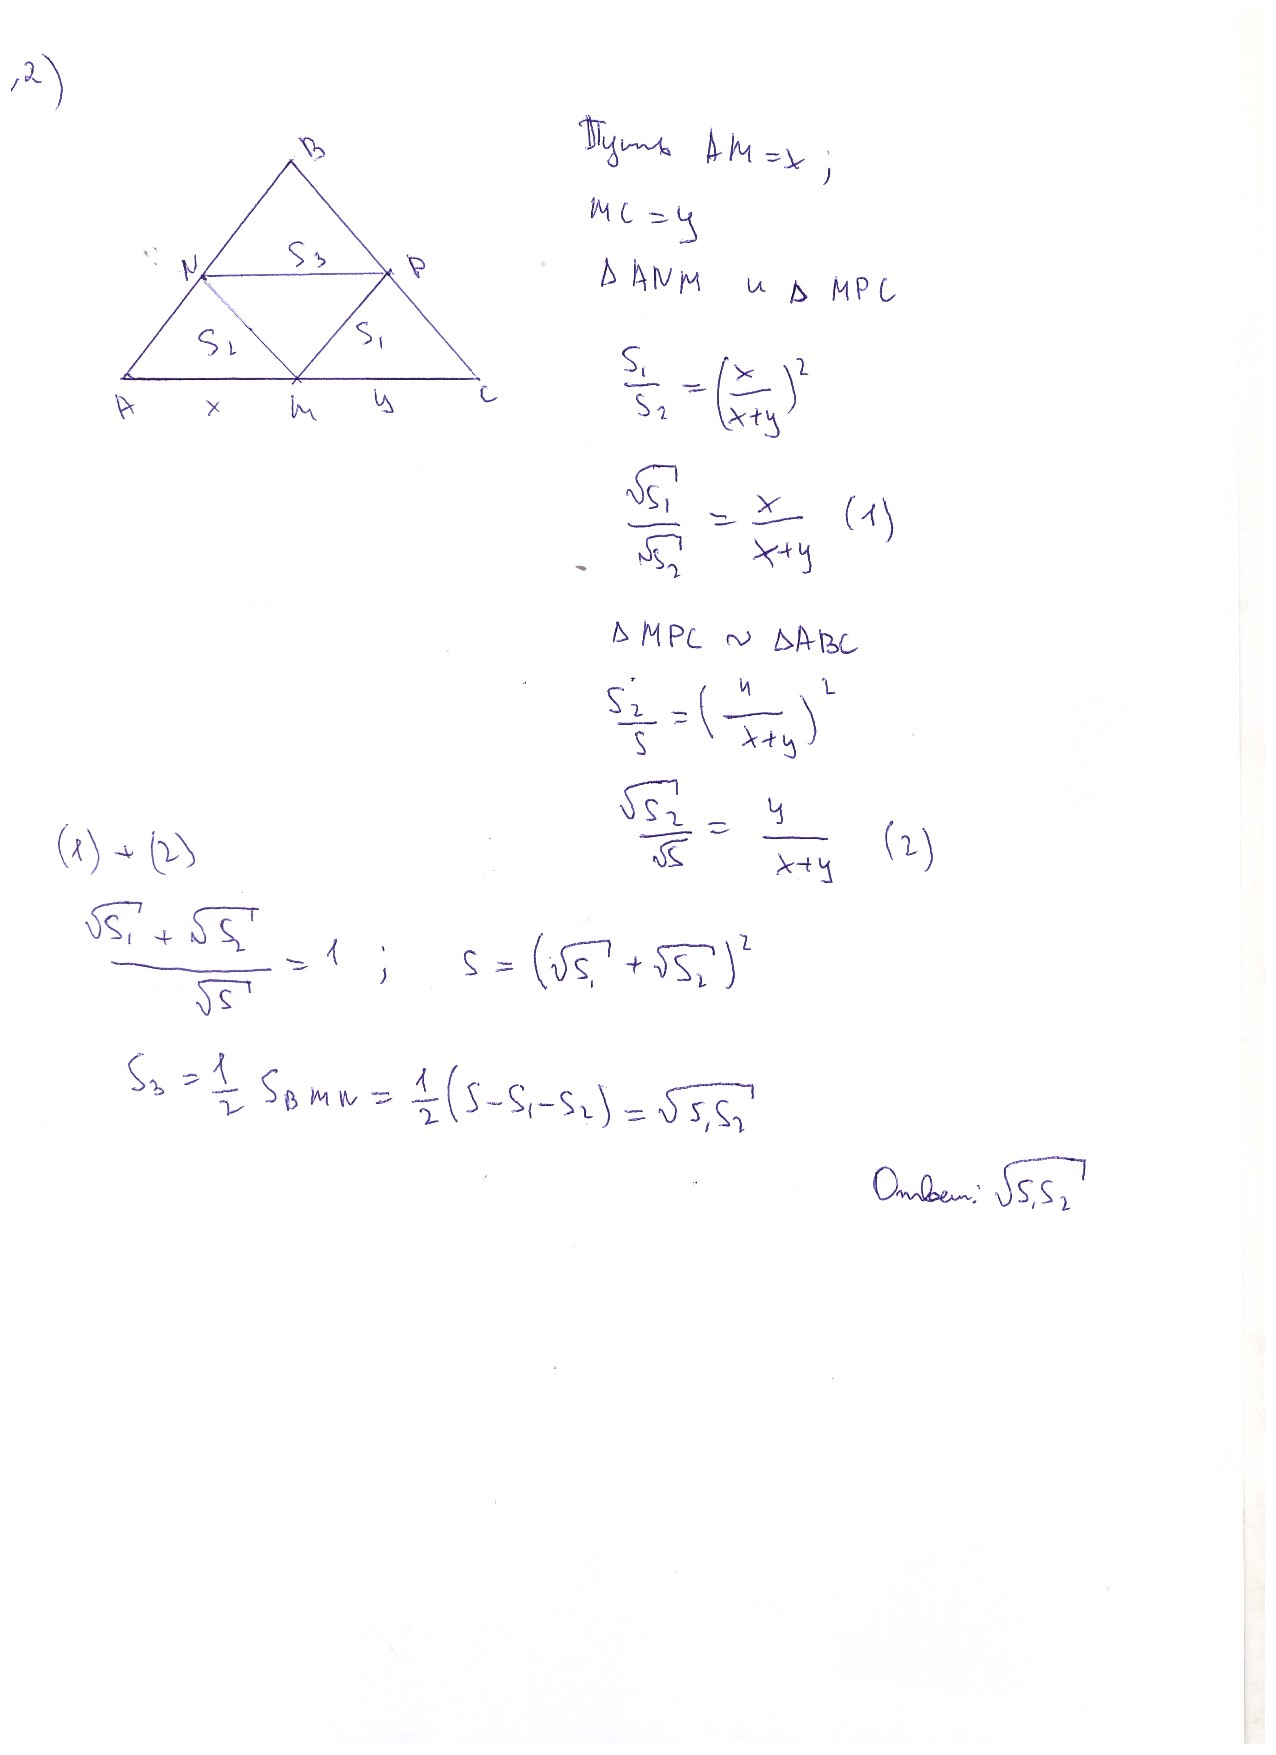 ,2)
B
N S₃ P
S₂ S₁
A x M y C
Пусть AM = x ;
MC = y
Δ ANM и Δ MPC
S₁/S₂ = (x/(x+y))²
√S₁/√S₂ = x/(x+y) (1)
Δ MPC ~ ΔABC
S₂/S = (y/(x+y))²
√S₂/√S = y/(x+y) (2)
(1) + (2)
(√S₁ + √S₂)/√S = 1 ; S = (√S₁ + √S₂)²
S₃ = 1/2 S_BMN = 1/2 (S - S₁ - S₂) = √S₁S₂
Ответ: √S₁S₂